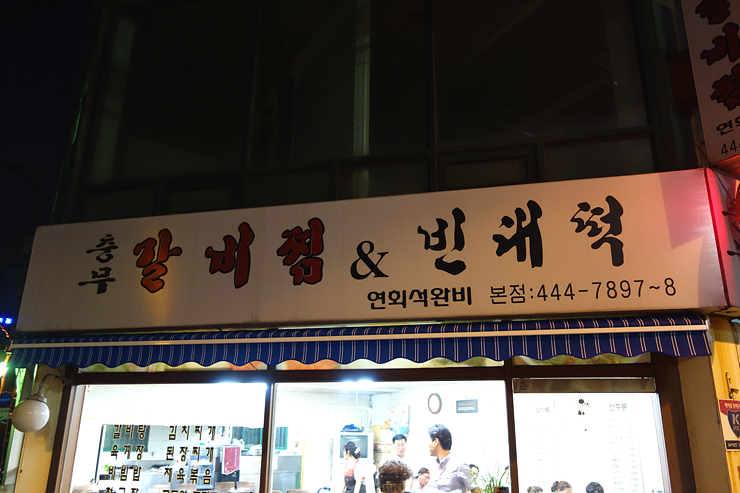 충무 갈비찜 & 빈대떡
연회석완비 본점:444-7897~8
갈비탕 김치찌개
육개장 된장찌개
비빔밥 제육볶음